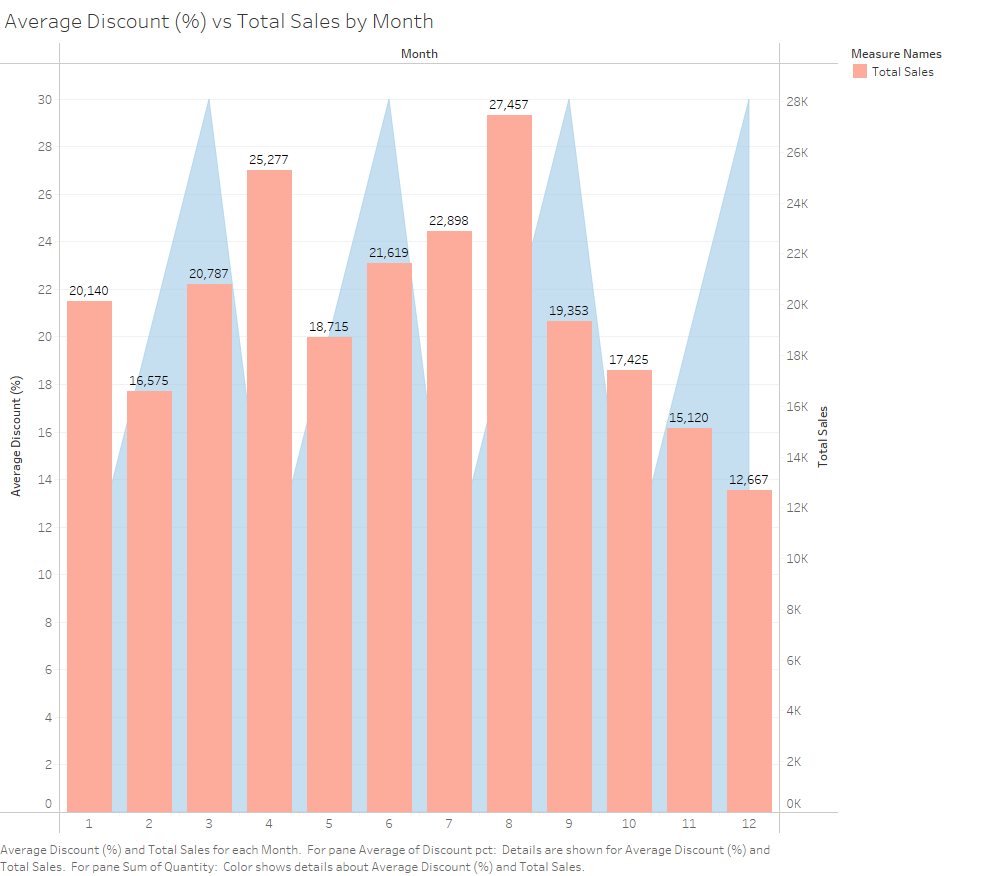 Average Discount (%) vs Total Sales by Month
Month
Measure Names
Total Sales
30
28
26
24
22
20
18
16
14
12
10
8
6
4
2
0
Average Discount (%)
20,140
16,575
20,787
25,277
18,715
21,619
22,898
27,457
19,353
17,425
15,120
12,667
28K
26K
24K
22K
20K
18K
16K
14K
12K
10K
8K
6K
4K
2K
0K
Total Sales
1 2 3 4 5 6 7 8 9 10 11 12
Average Discount (%) and Total Sales for each Month. For pane Average of Discount pct: Details are shown for Average Discount (%) and
Total Sales. For pane Sum of Quantity: Color shows details about Average Discount (%) and Total Sales.